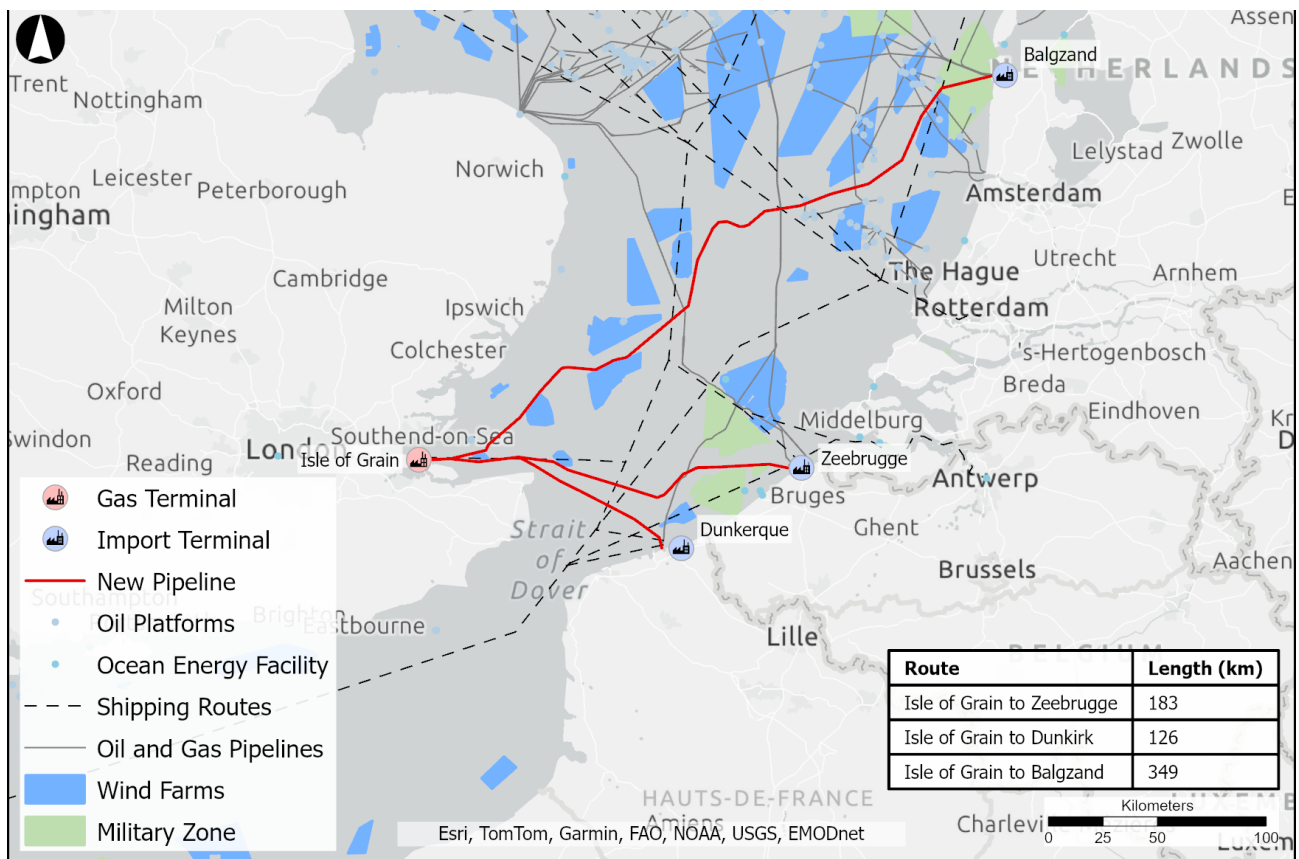 Assen
Balgzand
NETHERLANDS
Trent
Nottingham
Zwolle
Lelystad
Norwich
Leicester
Peterborough
mpton
Amsterdam
ingham
Utrecht
The Hague
Arnhem
Cambridge
Rotterdam
Milton
Keynes
Ipswich
Colchester
's-Hertogenbosch
Breda
Oxford
Eindhoven
Middelburg
Swindon
London
Southend-on Sea
Isle of Grain
Zeebrugge
Reading
Antwerp
Bruges
Ghent
Strait
of
Dover
Dunkerque
Aachen
Brussels
Southampton
Brighton
Eastbourne
Lille
BELGIUM
Gas Terminal
Import Terminal
New Pipeline
Oil Platforms
Ocean Energy Facility
Shipping Routes
Oil and Gas Pipelines
Wind Farms
Military Zone
Route Length (km)
Isle of Grain to Zeebrugge 183
Isle of Grain to Dunkirk 126
Isle of Grain to Balgzand 349
HAUTS-DE-FRANCE
Amiens
Kilometers
0 25 50 100
Esri, TomTom, Garmin, FAO, NOAA, USGS, EMODnet